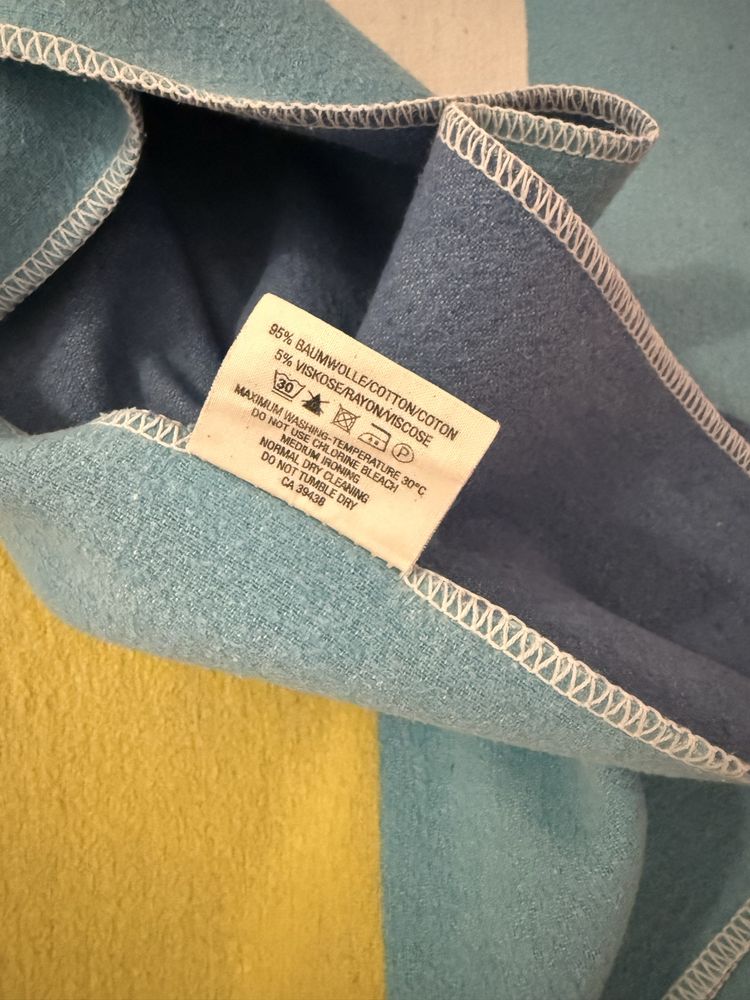 95% BAUMWOLLE/COTTON/COTON
5% VISKOSE/RAYON/VISCOSE
30 P
MAXIMUM WASHING-TEMPERATURE 30°C
DO NOT USE CHLORINE BLEACH
MEDIUM IRONING
NORMAL DRY CLEANING
DO NOT TUMBLE DRY
CA 39438